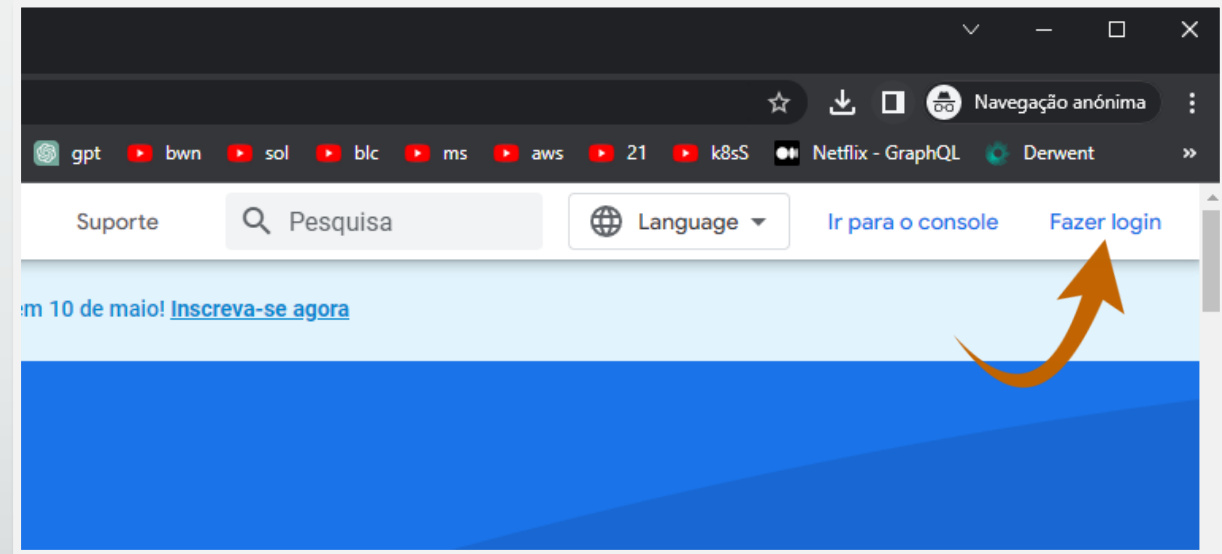 Navegação anónima
gpt bwn sol blc ms aws 21 k8sS Netflix - GraphQL Derwent »
Suporte Pesquisa Language Ir para o console Fazer login
em 10 de maio! Inscreva-se agora